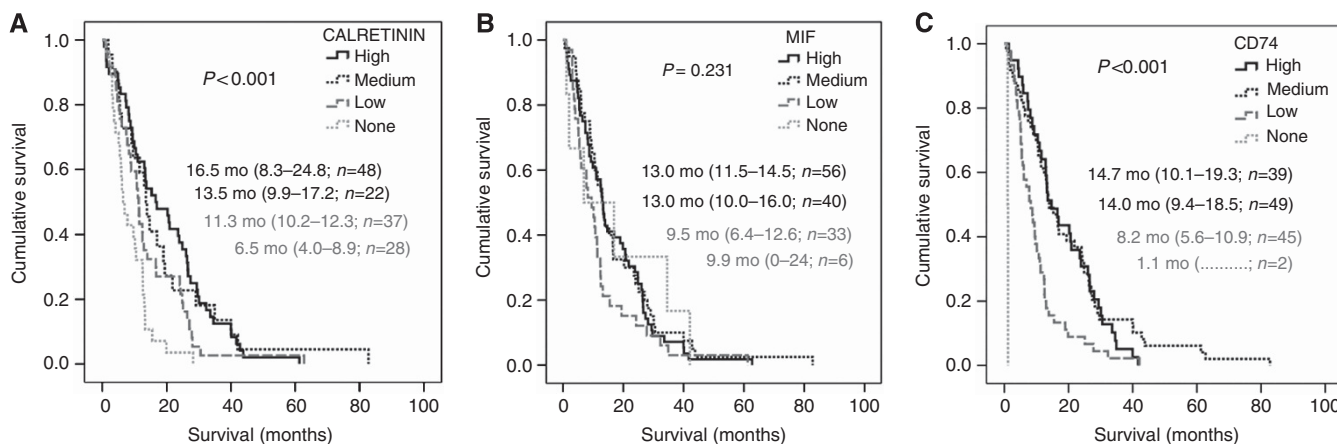 A
CALRETININ
High
Medium
Low
None
P<0.001
16.5 mo (8.3–24.8; n=48)
13.5 mo (9.9–17.2; n=22)
11.3 mo (10.2–12.3; n=37)
6.5 mo (4.0–8.9; n=28)
Cumulative survival
1.0
0.8
0.6
0.4
0.2
0.0
0 20 40 60 80 100
Survival (months)
B
MIF
High
Medium
Low
None
P = 0.231
13.0 mo (11.5–14.5; n=56)
13.0 mo (10.0–16.0; n=40)
9.5 mo (6.4–12.6; n=33)
9.9 mo (0–24; n=6)
Cumulative survival
1.0
0.8
0.6
0.4
0.2
0.0
0 20 40 60 80 100
Survival (months)
C
CD74
High
Medium
Low
None
P<0.001
14.7 mo (10.1–19.3; n=39)
14.0 mo (9.4–18.5; n=49)
8.2 mo (5.6–10.9; n=45)
1.1 mo (..........; n=2)
Cumulative survival
1.0
0.8
0.6
0.4
0.2
0.0
0 20 40 60 80 100
Survival (months)